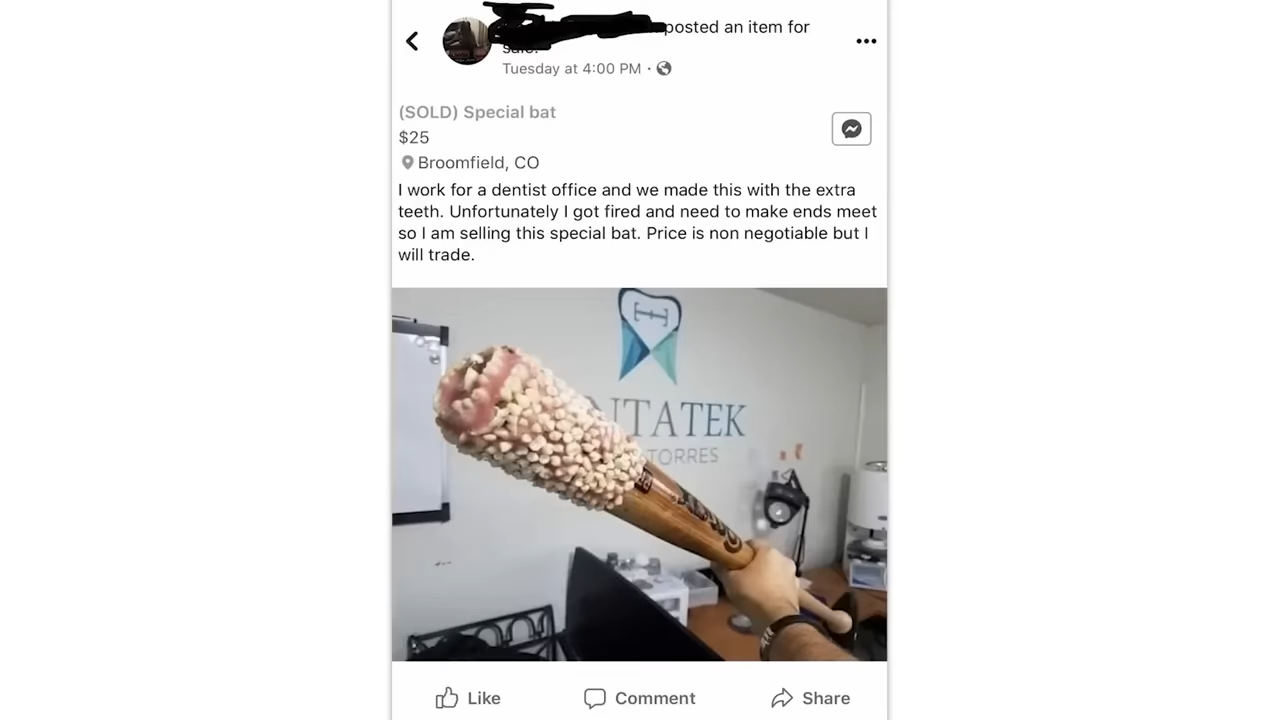 posted an item for
Tuesday at 4:00 PM ·
(SOLD) Special bat
$25
Broomfield, CO
I work for a dentist office and we made this with the extra
teeth. Unfortunately I got fired and need to make ends meet
so I am selling this special bat. Price is non negotiable but I
will trade.
NTATEK
TORRES
Like
Comment
Share